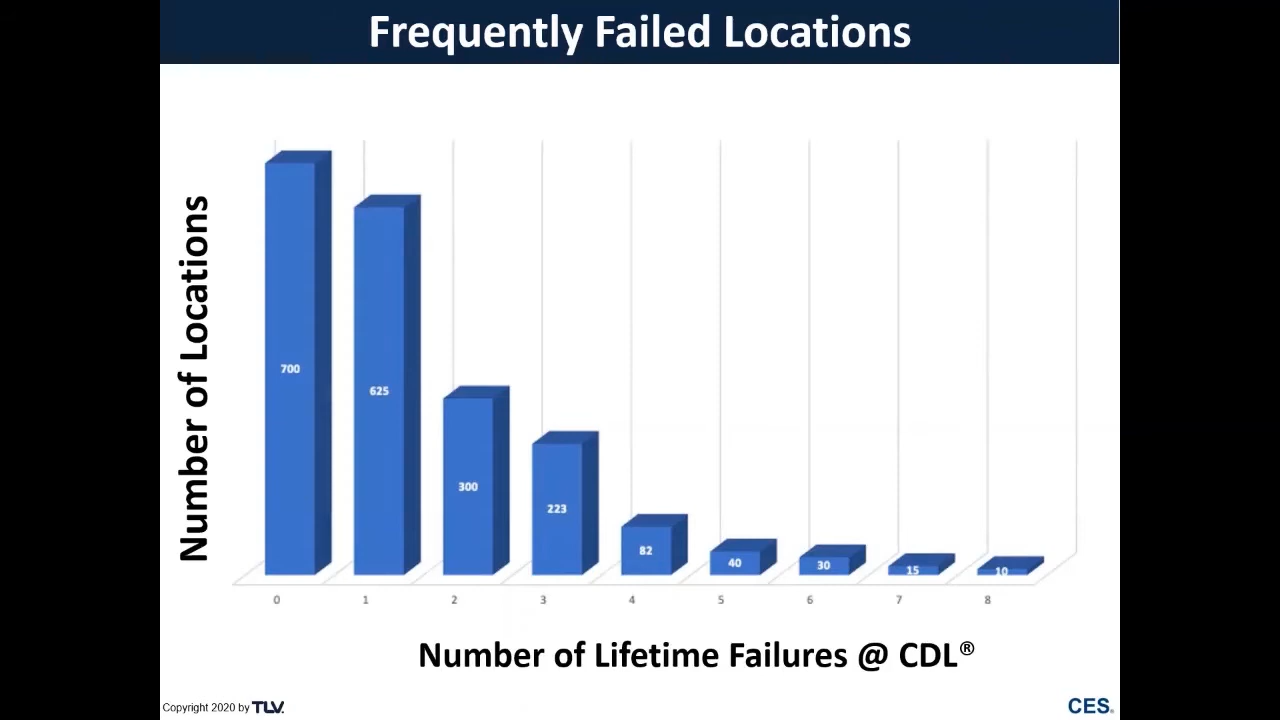 Frequently Failed Locations
Number of Locations
700
625
300
223
82
40
30
15
10
0 1 2 3 4 5 6 7 8
Number of Lifetime Failures @ CDL®
Copyright 2020 by TLV.
CES®